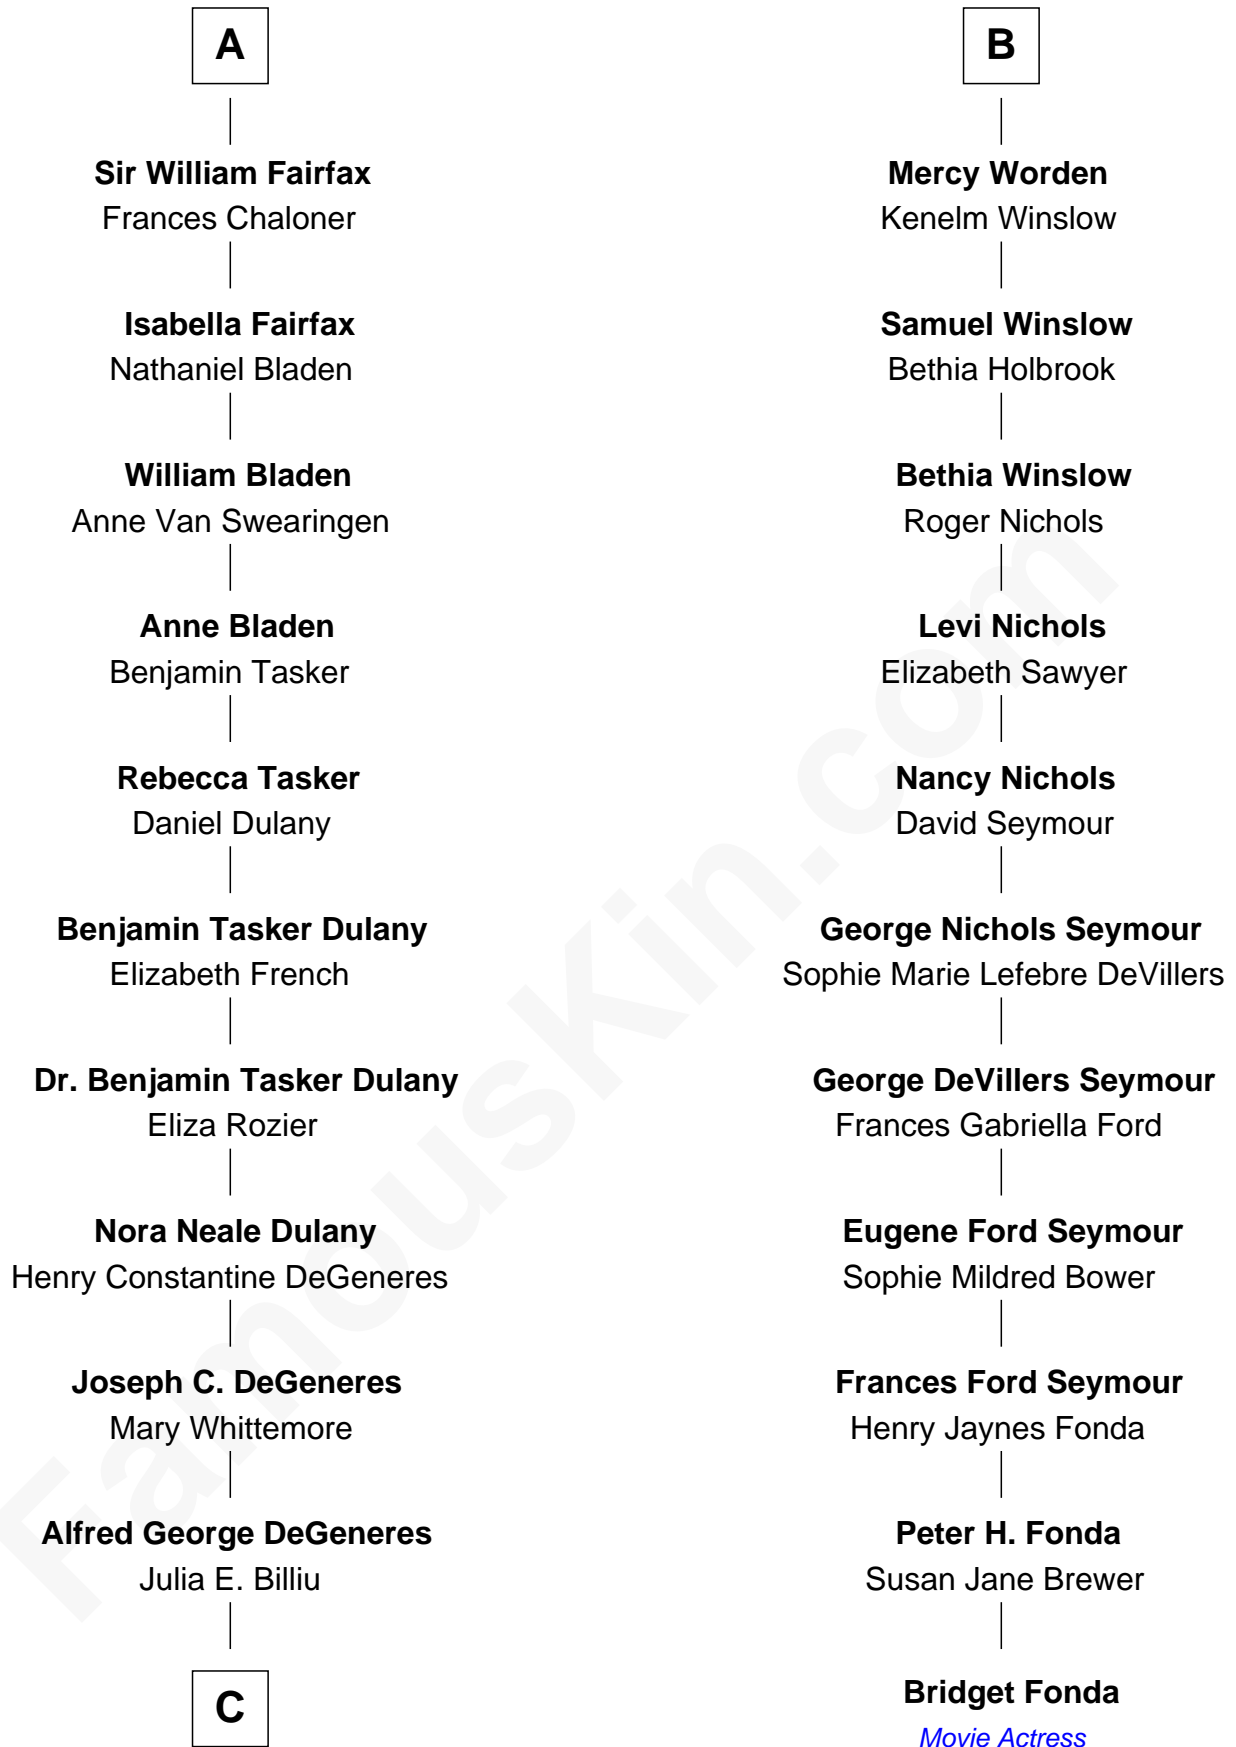 A
Sir William Fairfax
Frances Chaloner
Isabella Fairfax
Nathaniel Bladen
William Bladen
Anne Van Swearingen
Anne Bladen
Benjamin Tasker
Rebecca Tasker
Daniel Dulany
Benjamin Tasker Dulany
Elizabeth French
Dr. Benjamin Tasker Dulany
Eliza Rozier
Nora Neale Dulany
Henry Constantine DeGeneres
Joseph C. DeGeneres
Mary Whittemore
Alfred George DeGeneres
Julia E. Billiu
C
B
Mercy Worden
Kenelm Winslow
Samuel Winslow
Bethia Holbrook
Bethia Winslow
Roger Nichols
Levi Nichols
Elizabeth Sawyer
Nancy Nichols
David Seymour
George Nichols Seymour
Sophie Marie Lefebre DeVillers
George DeVillers Seymour
Frances Gabriella Ford
Eugene Ford Seymour
Sophie Mildred Bower
Frances Ford Seymour
Henry Jaynes Fonda
Peter H. Fonda
Susan Jane Brewer
Bridget Fonda
Movie Actress
FamousKin.com